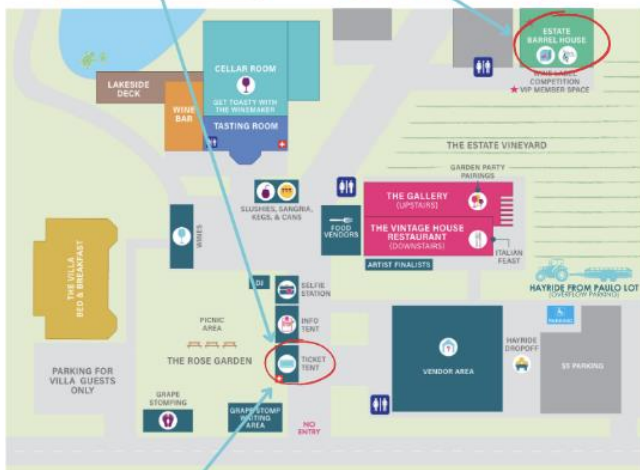 ESTATE
BARREL HOUSE
WINE LABEL
COMPETITION
★ VIP MEMBER SPACE
CELLAR ROOM
GET TOASTY WITH
THE WINEMAKER
LAKESIDE
DECK
WINE
BAR
TASTING ROOM
THE ESTATE VINEYARD
GARDEN PARTY
PAIRINGS
THE GALLERY
(UPSTAIRS)
SLUSHIES, SANGRIA,
KEGS, & CANS
WINES
FOOD
VENDORS
THE VINTAGE HOUSE
RESTAURANT
(DOWNSTAIRS)
ITALIAN
FEAST
ARTIST FINALISTS
THE VILLA
BED & BREAKFAST
DJ
SELFIE
STATION
HAYRIDE FROM PAULO LOT
(OVERFLOW PARKING)
INFO
TENT
PICNIC
AREA
PARKING
THE ROSE GARDEN
TICKET
TENT
VENDOR AREA
HAYRIDE
DROPOFF
$5 PARKING
PARKING FOR
VILLA GUESTS
ONLY
GRAPE
STOMPING
GRAPE STOMP
WAITING
AREA
NO
ENTRY